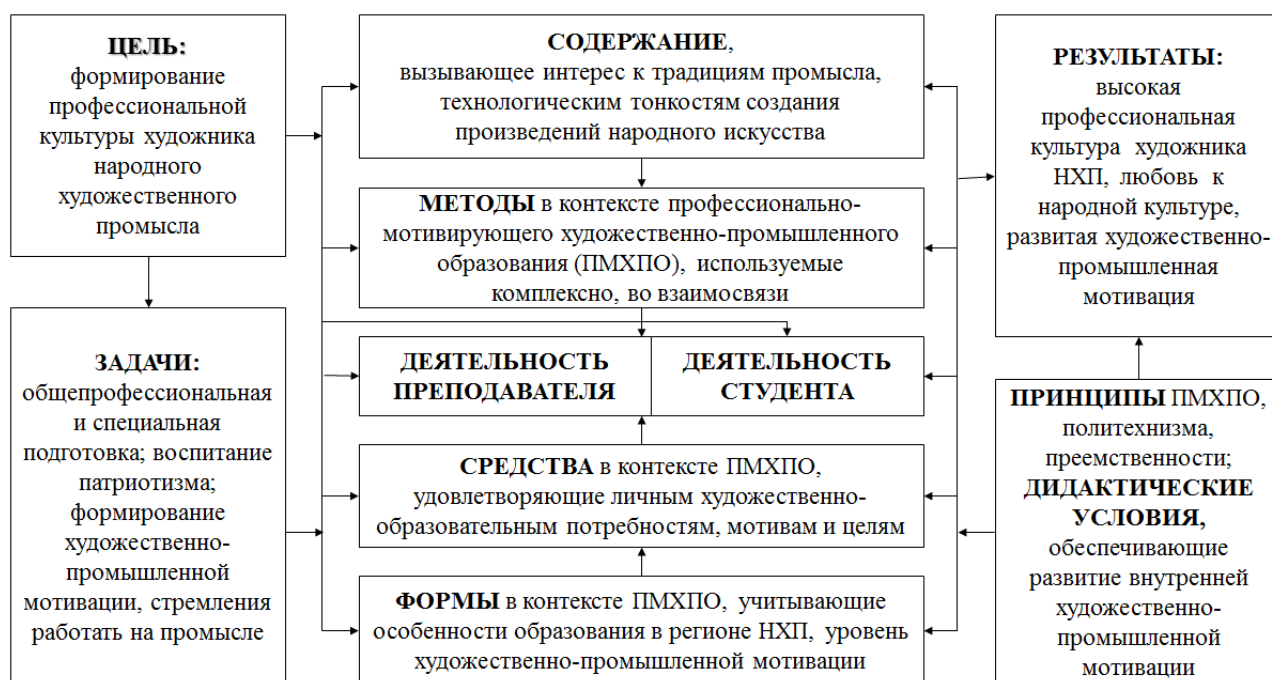 ЦЕЛЬ:
формирование
профессиональной
культуры художника
народного
художественного
промысла
ЗАДАЧИ:
общепрофессиональная
и специальная
подготовка; воспитание
патриотизма;
формирование
художественно-
промышленной
мотивации, стремления
работать на промысле
СОДЕРЖАНИЕ,
вызывающее интерес к традициям промысла,
технологическим тонкостям создания
произведений народного искусства
МЕТОДЫ в контексте профессионально-
мотивирующего художественно-промышленного
образования (ПМХПО), используемые
комплексно, во взаимосвязи
ДЕЯТЕЛЬНОСТЬ
ПРЕПОДАВАТЕЛЯ
ДЕЯТЕЛЬНОСТЬ
СТУДЕНТА
СРЕДСТВА в контексте ПМХПО,
удовлетворяющие личным художественно-
образовательным потребностям, мотивам и целям
ФОРМЫ в контексте ПМХПО, учитывающие
особенности образования в регионе НХП, уровень
художественно-промышленной мотивации
РЕЗУЛЬТАТЫ:
высокая
профессиональная
культура художника
НХП, любовь к
народной культуре,
развитая художественно-
промышленная
мотивация
ПРИНЦИПЫ ПМХПО,
политехнизма,
преемственности;
ДИДАКТИЧЕСКИЕ
УСЛОВИЯ,
обеспечивающие
развитие внутренней
художественно-
промышленной
мотивации